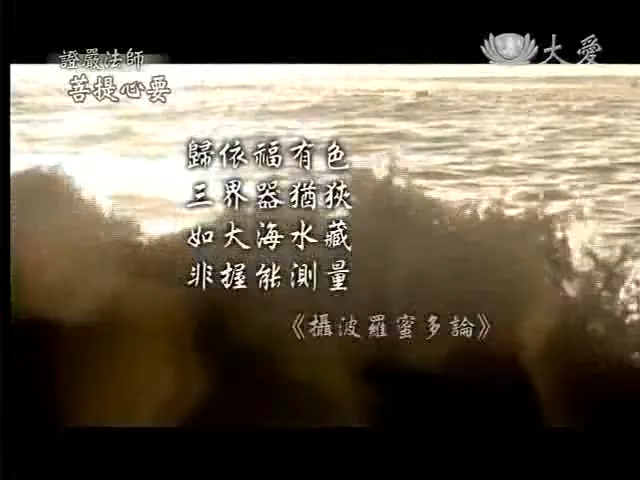 證嚴法師
菩提心要
大愛
歸依福有色
三界器猶狹
如大海水藏
非握能測量
《攝波羅蜜多論》